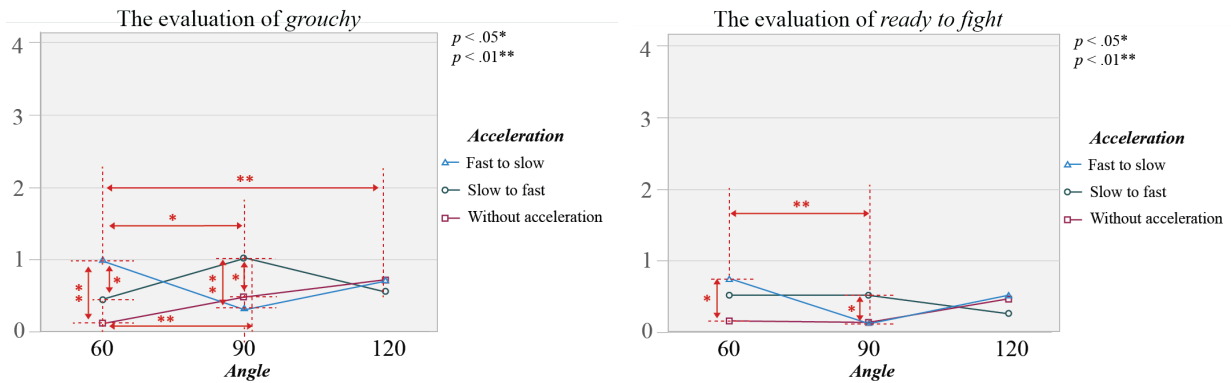 The evaluation of grouchy
p < .05*
p < .01**
4
3
2
1
0
**
*
*
*
*
*
*
*
**
60
90
120
Angle
Acceleration
Fast to slow
Slow to fast
Without acceleration
The evaluation of ready to fight
p < .05*
p < .01**
4
3
2
1
0
**
*
*
60
90
120
Angle
Acceleration
Fast to slow
Slow to fast
Without acceleration